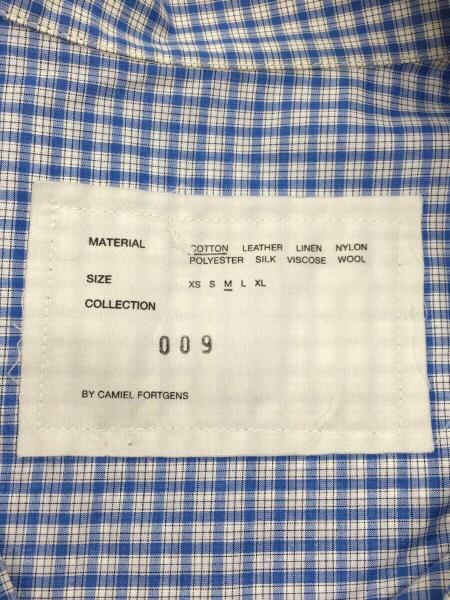 MATERIAL COTTON LEATHER LINEN NYLON
POLYESTER SILK VISCOSE WOOL
SIZE XS S M L XL
COLLECTION
009
BY CAMIEL FORTGENS